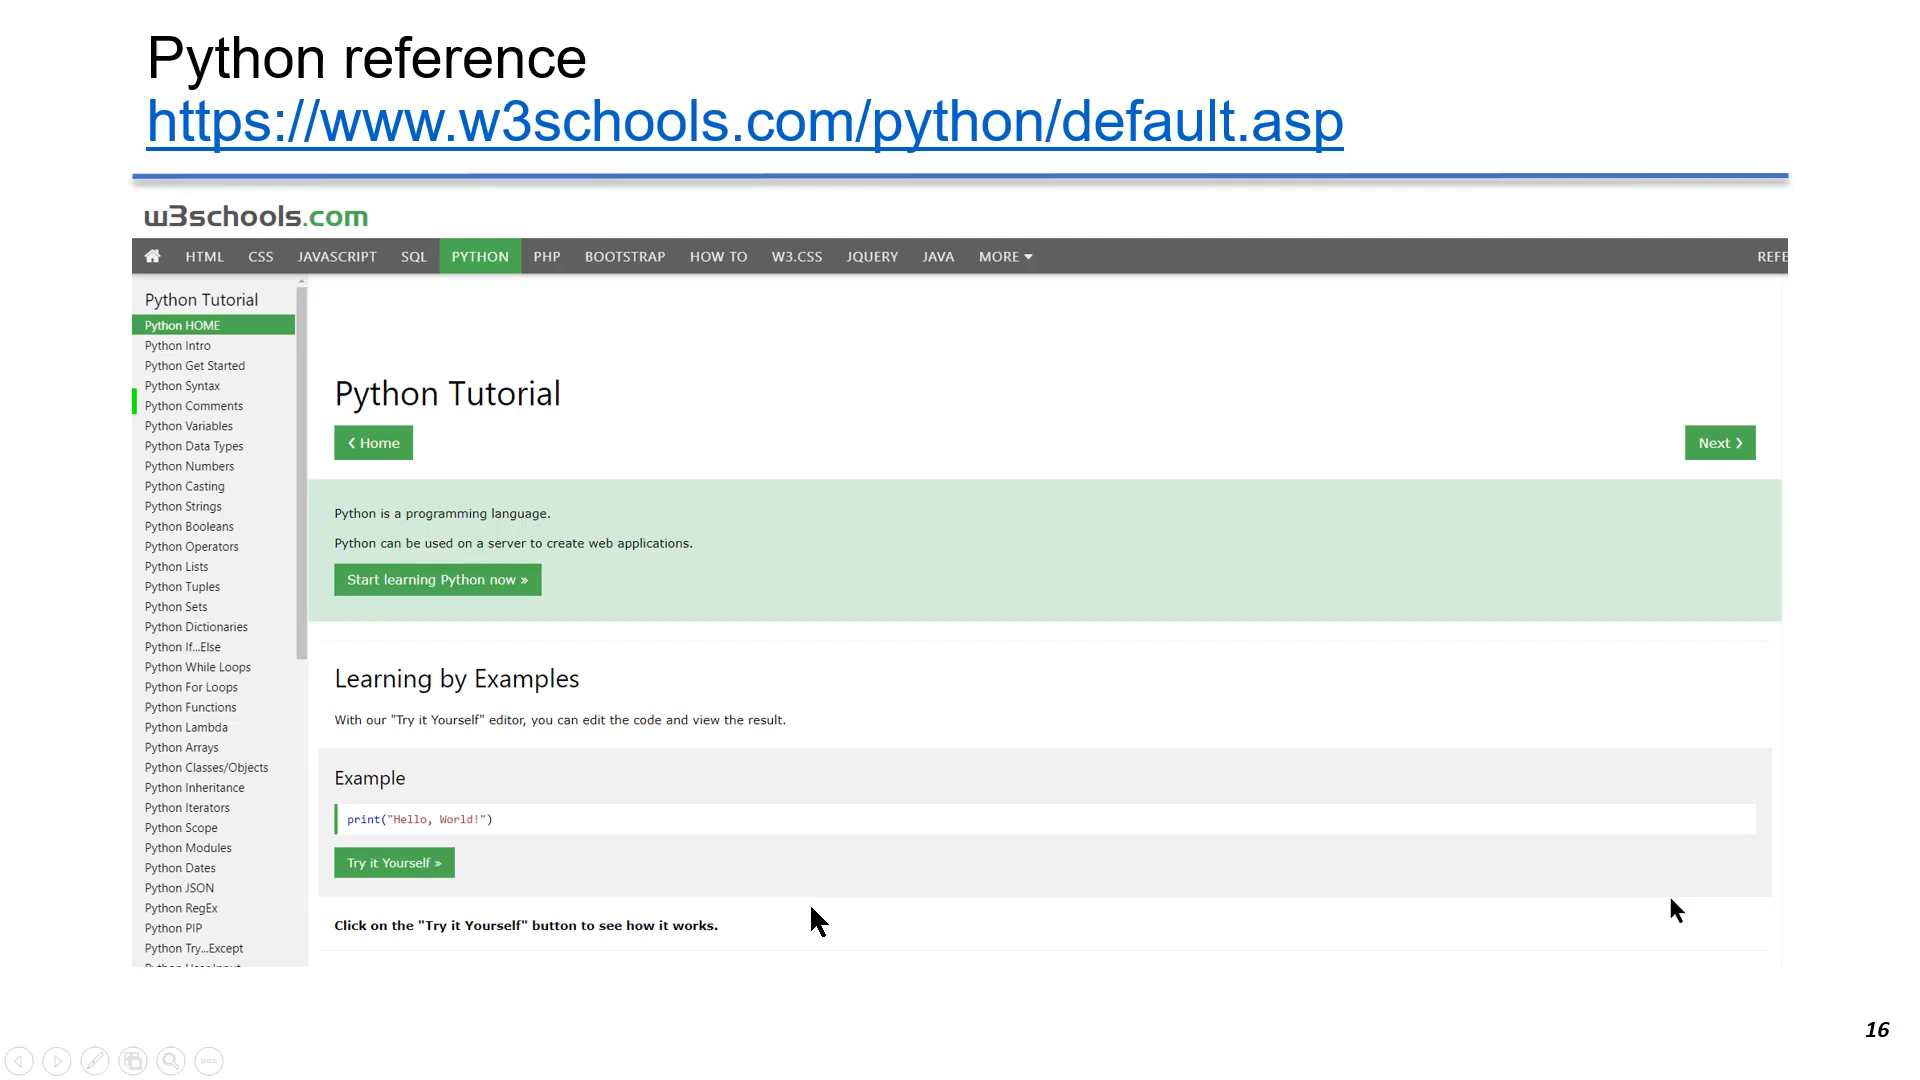 Python reference
https://www.w3schools.com/python/default.asp
w3schools.com
HTML CSS JAVASCRIPT SQL PYTHON PHP BOOTSTRAP HOW TO W3.CSS JQUERY JAVA MORE REFE
Python Tutorial
Python HOME
Python Intro
Python Get Started
Python Syntax
Python Comments
Python Variables
Python Data Types
Python Numbers
Python Casting
Python Strings
Python Booleans
Python Operators
Python Lists
Python Tuples
Python Sets
Python Dictionaries
Python If...Else
Python While Loops
Python For Loops
Python Functions
Python Lambda
Python Arrays
Python Classes/Objects
Python Inheritance
Python Iterators
Python Scope
Python Modules
Python Dates
Python JSON
Python RegEx
Python PIP
Python Try...Except
Python Tutorial
❮ Home
Next ❯
Python is a programming language.
Python can be used on a server to create web applications.
Start learning Python now »
Learning by Examples
With our "Try it Yourself" editor, you can edit the code and view the result.
Example
print("Hello, World!")
Try it Yourself »
Click on the "Try it Yourself" button to see how it works.
16